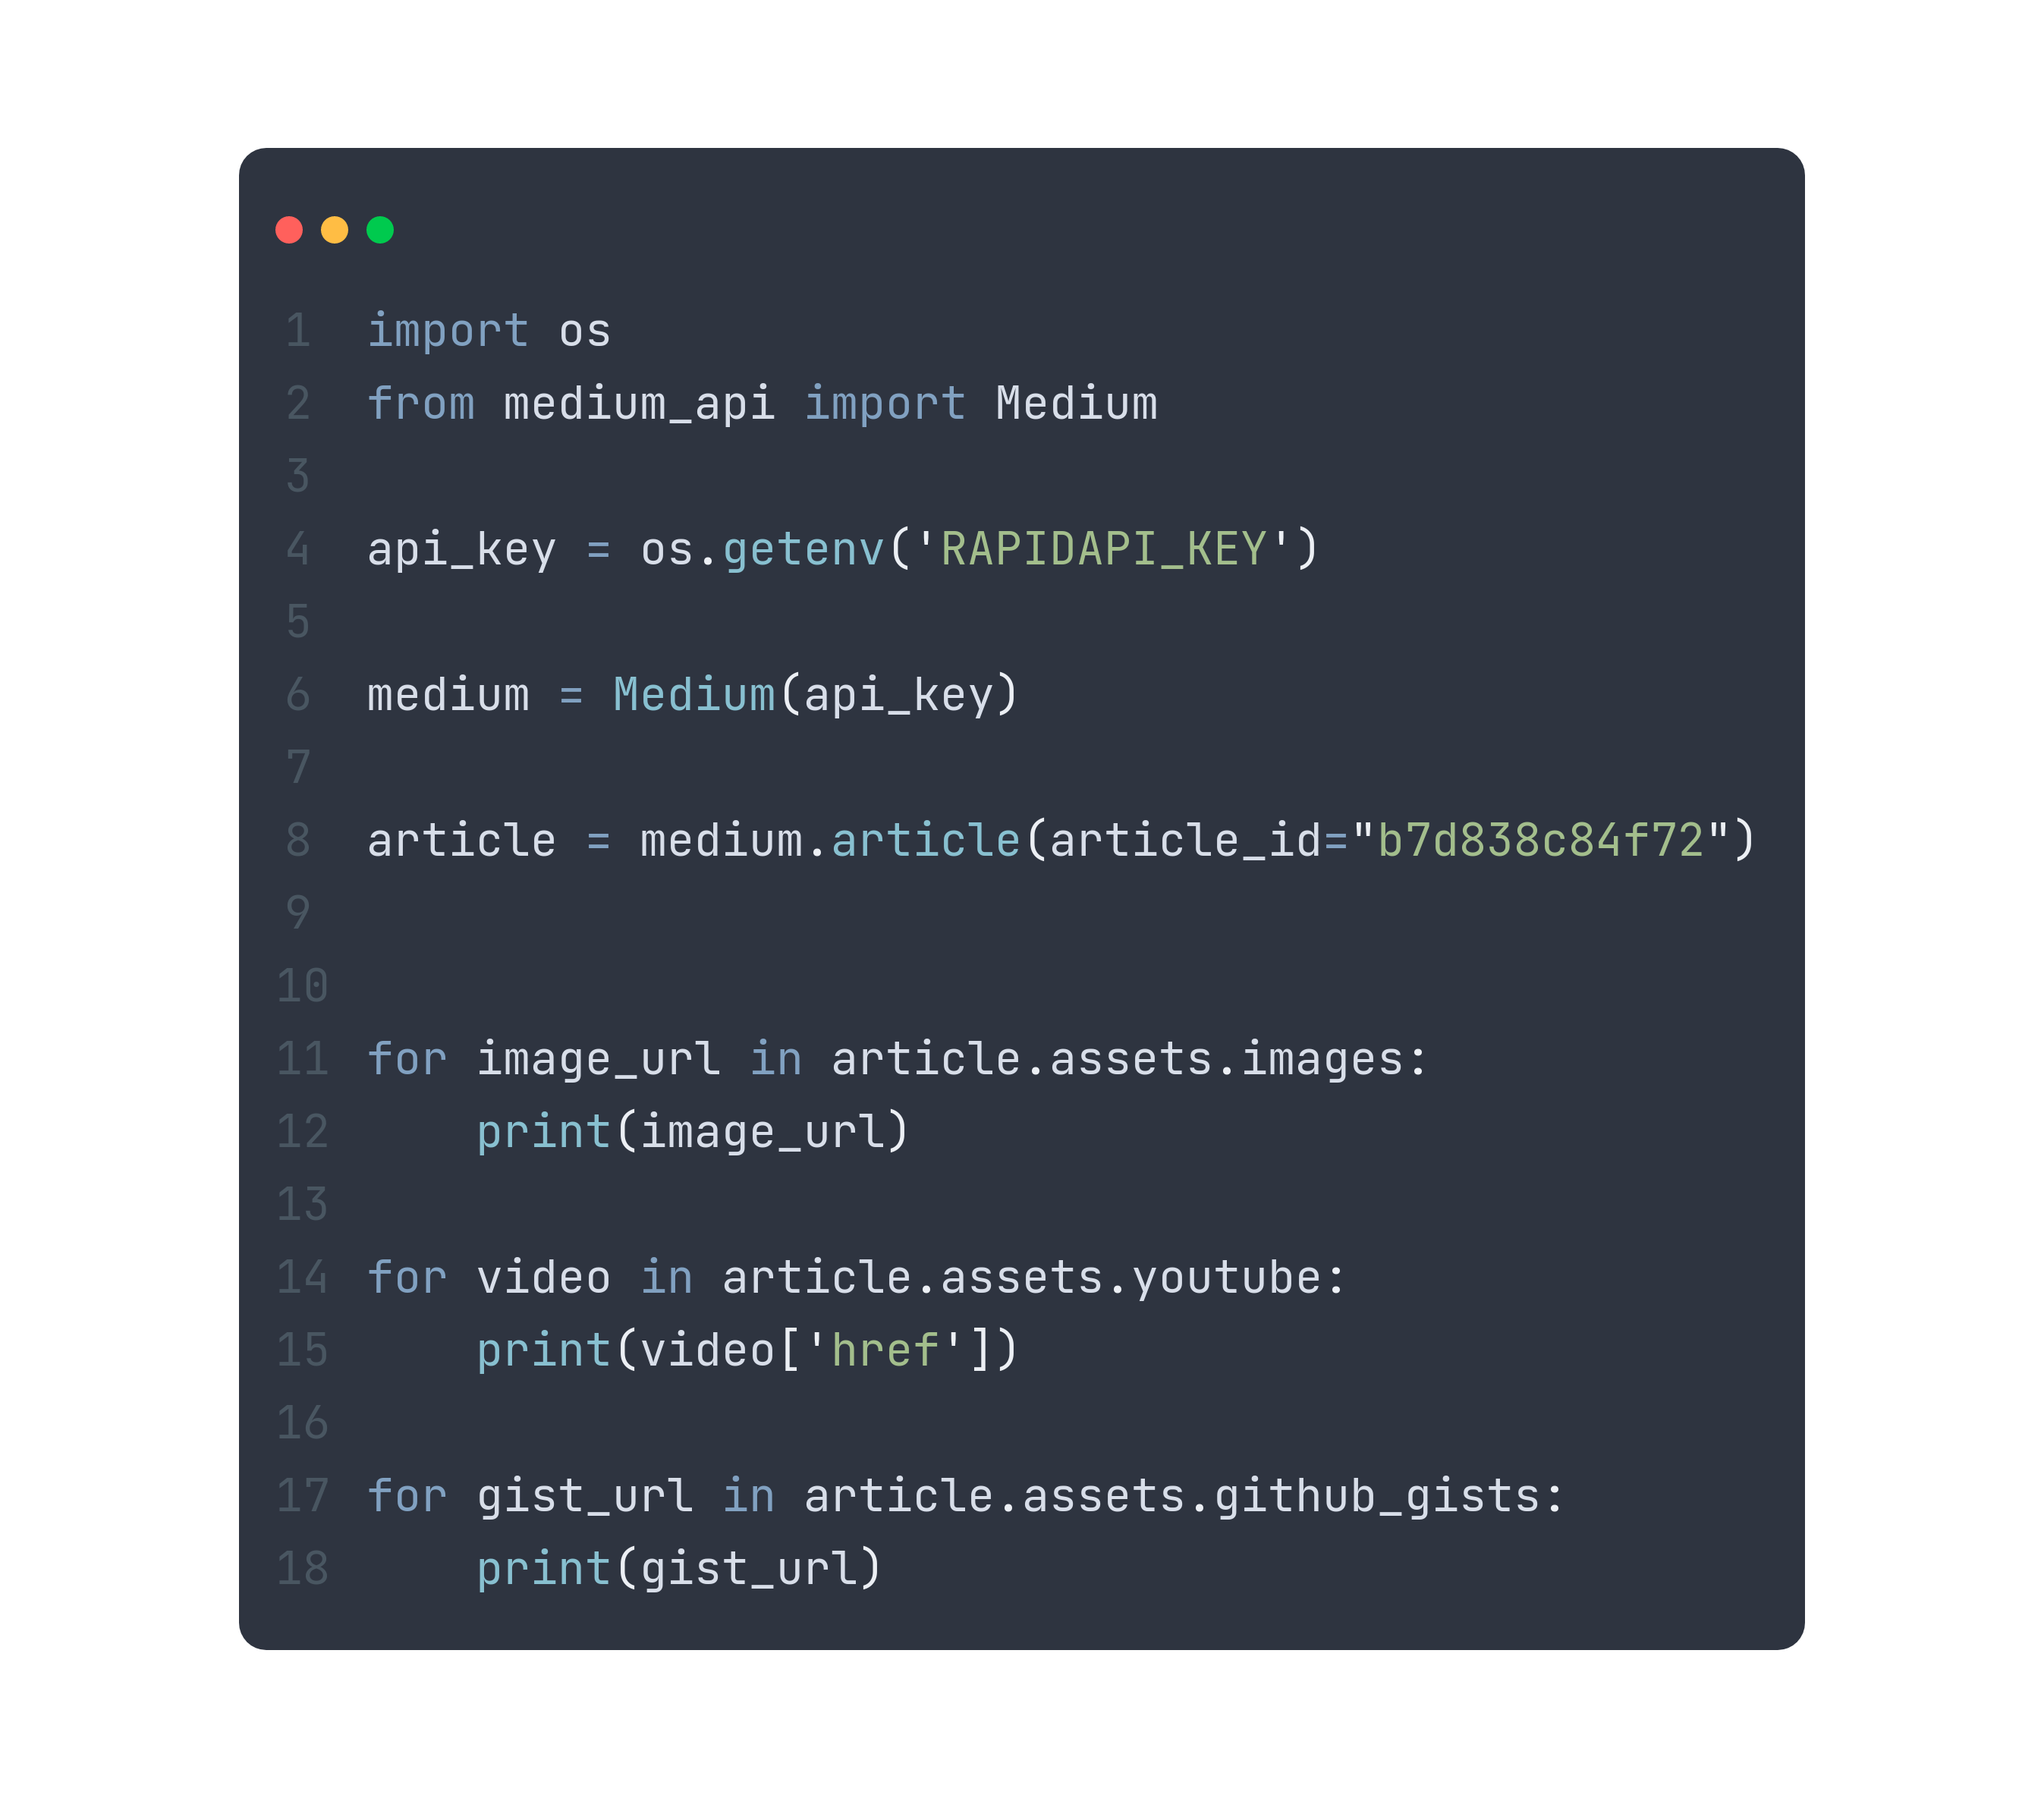 1 import os
2 from medium_api import Medium
3
4 api_key = os.getenv('RAPIDAPI_KEY')
5
6 medium = Medium(api_key)
7
8 article = medium.article(article_id="b7d838c84f72")
9
10
11 for image_url in article.assets.images:
12     print(image_url)
13
14 for video in article.assets.youtube:
15     print(video['href'])
16
17 for gist_url in article.assets.github_gists:
18     print(gist_url)